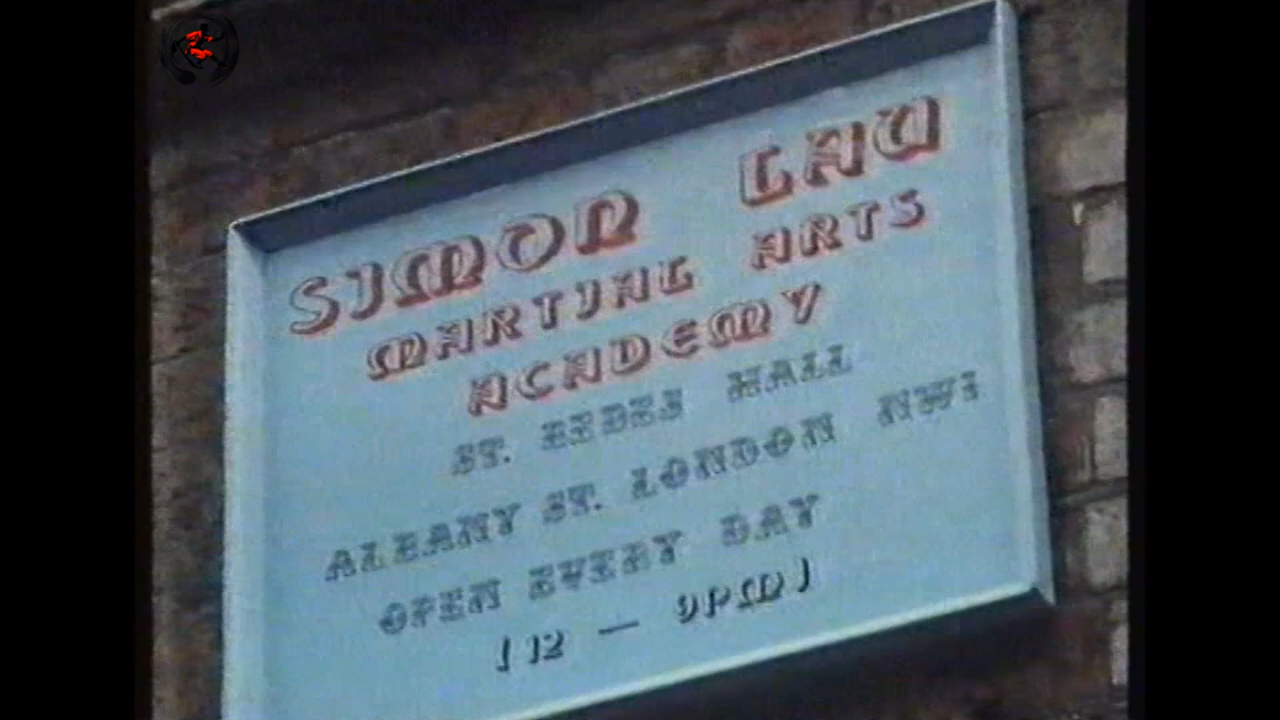 SIMON LAU
MARTIAL ARTS
ACADEMY
ST. BEDES HALL
ALBANY ST. LONDON NW1
OPEN EVERY DAY
(12 — 9PM)